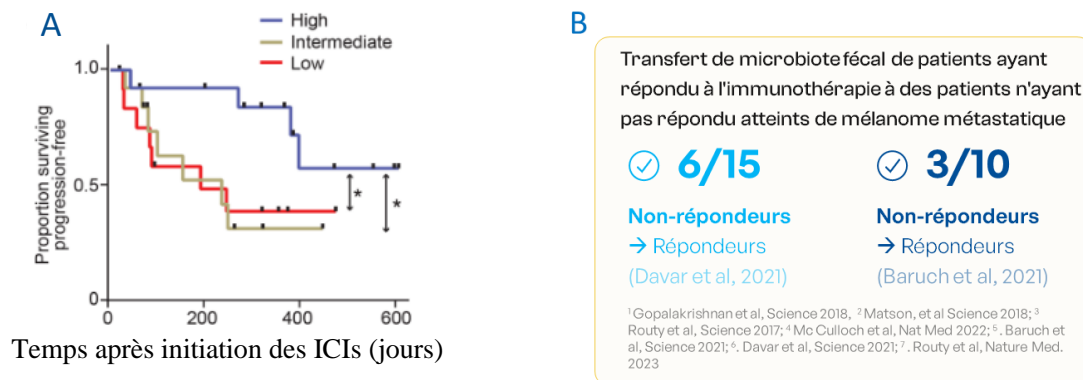 A
High
Intermediate
Low
Proportion surviving
progression-free
1.0
0.5
0
0 200 400 600
*
*
Temps après initiation des ICIs (jours)
B
Transfert de microbiote fécal de patients ayant
répondu à l'immunothérapie à des patients n'ayant
pas répondu atteints de mélanome métastatique
6/15
Non-répondeurs
→ Répondeurs
(Davar et al, 2021)
3/10
Non-répondeurs
→ Répondeurs
(Baruch et al, 2021)
¹ Gopalakrishnan et al, Science 2018, ² Matson, et al Science 2018; ³
Routy et al, Science 2017; ⁴ Mc Culloch et al, Nat Med 2022; ⁵. Baruch et
al, Science 2021; ⁶. Davar et al, Science 2021; ⁷. Routy et al, Nature Med.
2023